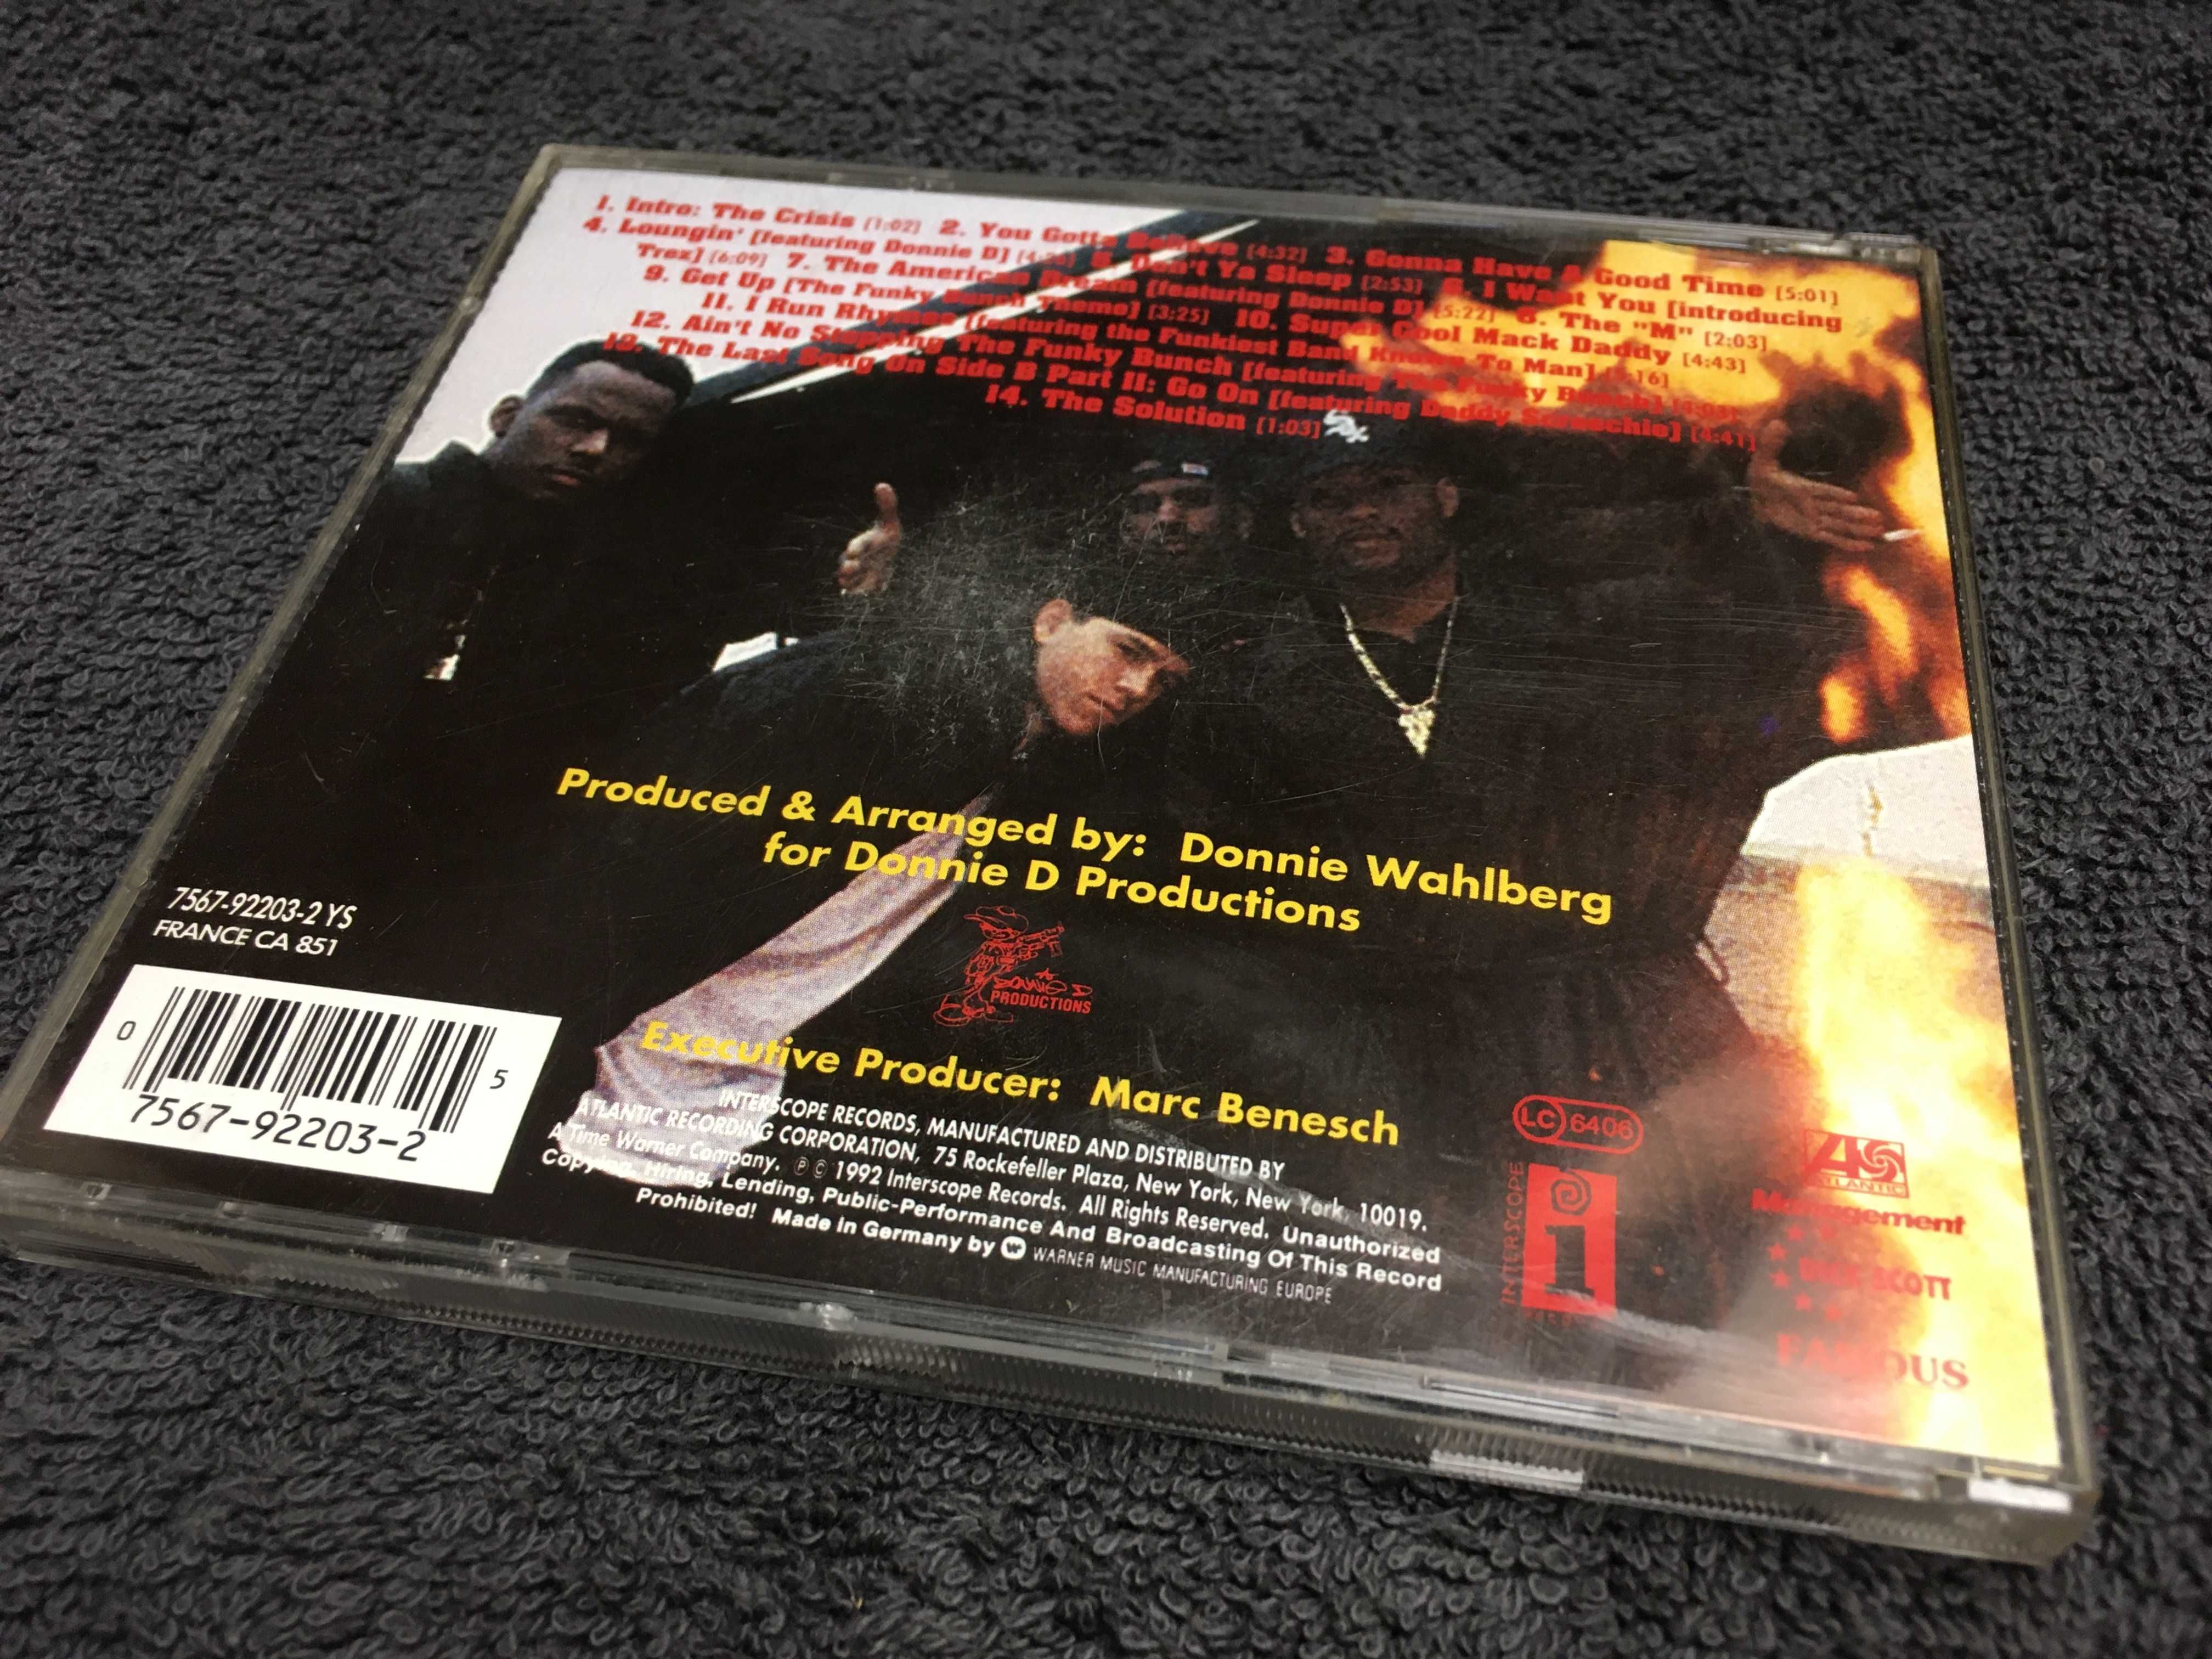 1. Intro: The Crisis [1:02] 2. You Gotta Believe [4:32] 3. Gonna Have A Good Time [5:01]
4. Loungin' [featuring Donnie D] 5. Don't Ya Sleep [2:53] I Want You [introducing
Trez] [6:09] 7. The American Dream [featuring Donnie D] [5:22] 8. The "M" [2:03]
9. Get Up [The Funky Bunch Theme] [3:25] 10. Super Cool Mack Daddy [4:43]
11. I Run Rhymes [featuring the Funkiest Band Known To Man]
12. Ain't No Stopping The Funky Bunch [featuring The Funky Bunch]
13. The Last Song On Side B Part II: Go On [featuring Daddy [4:41]
14. The Solution [1:03]
Sox
Produced & Arranged by: Donnie Wahlberg
for Donnie D Productions
DONNIE D
PRODUCTIONS
Executive Producer: Marc Benesch
7567-92203-2 YS
FRANCE CA 851
0 5
7567-92203-2
INTERSCOPE RECORDS, MANUFACTURED AND DISTRIBUTED BY
ATLANTIC RECORDING CORPORATION, 75 Rockefeller Plaza, New York, New York, 10019.
A Time Warner Company. ℗ © 1992 Interscope Records. All Rights Reserved. Unauthorized
Copying, Hiring, Lending, Public-Performance And Broadcasting Of This Record
Prohibited! Made in Germany by WARNER MUSIC MANUFACTURING EUROPE
LC 6406
INTERSCOPE
i
ATLANTIC
Management
SCOTT
FAMOUS